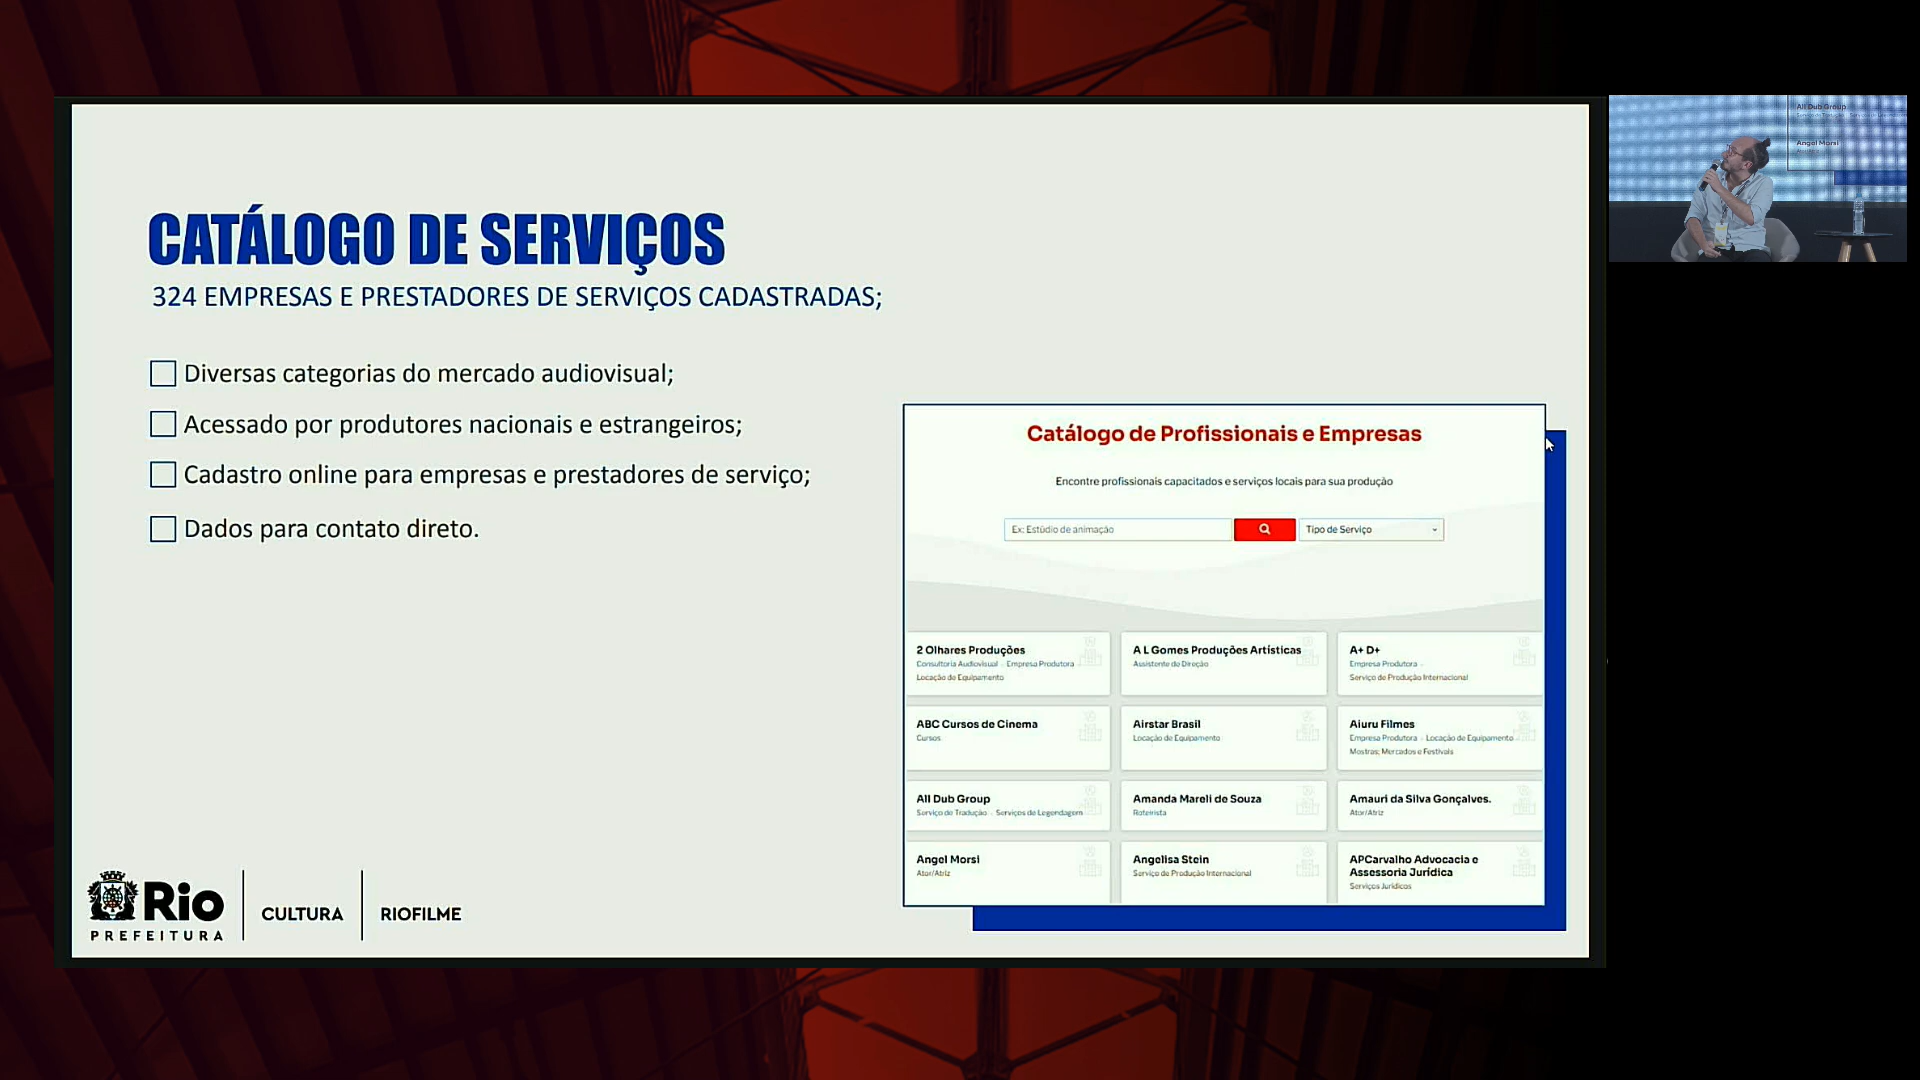 CATÁLOGO DE SERVIÇOS
324 EMPRESAS E PRESTADORES DE SERVIÇOS CADASTRADAS;
Diversas categorias do mercado audiovisual;
Acessado por produtores nacionais e estrangeiros;
Cadastro online para empresas e prestadores de serviço;
Dados para contato direto.
Catálogo de Profissionais e Empresas
Encontre profissionais capacitados e serviços locais para sua produção
Ex: Estúdio de animação
Tipo de Serviço
2 Olhares Produções
Consultoria Audiovisual - Empresa Produtora
Locação de Equipamento
A L Gomes Produções Artísticas
Assistente de Direção
A+ D+
Empresa Produtora -
Serviço de Produção Internacional
ABC Cursos de Cinema
Cursos
Airstar Brasil
Locação de Equipamento
Aiuru Filmes
Empresa Produtora - Locação de Equipamento
Mostras; Mercados e Festivais
All Dub Group
Serviço de Tradução - Serviços de Legendagem
Amanda Mareli de Souza
Roteirista
Amauri da Silva Gonçalves.
Ator/Atriz
Angel Morsi
Ator/Atriz
Angelisa Stein
Serviço de Produção Internacional
APCarvalho Advocacia e
Assessoria Jurídica
Serviços Jurídicos
Rio
PREFEITURA
CULTURA
RIOFILME
All Dub Group
Angel Morsi